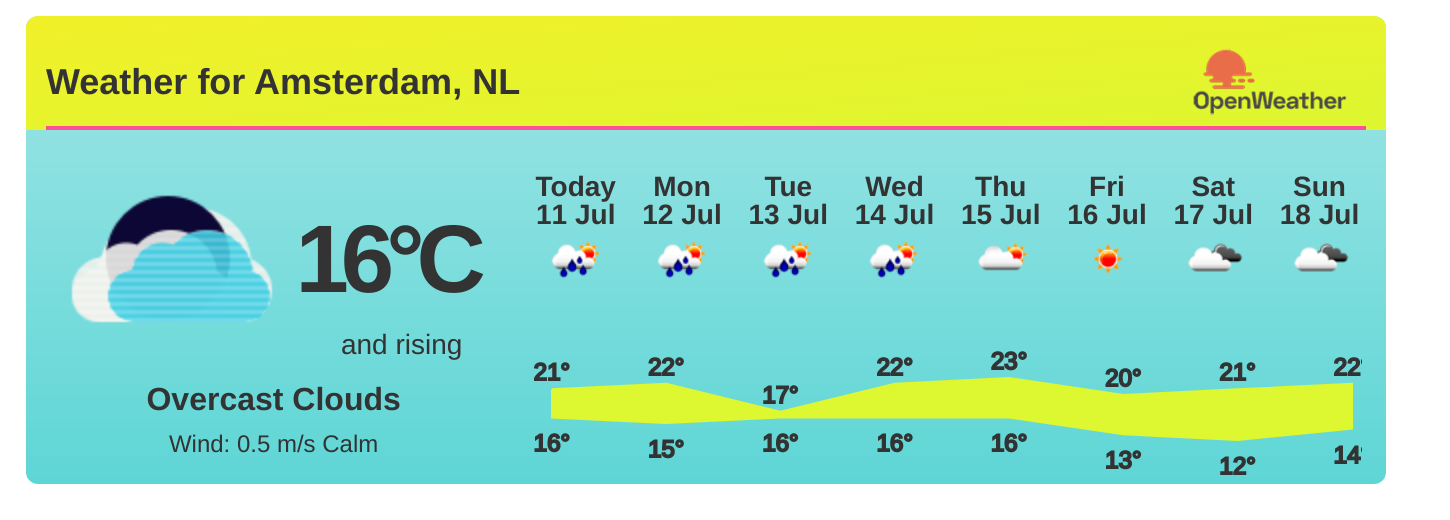 Weather for Amsterdam, NL
OpenWeather
Today Mon Tue Wed Thu Fri Sat Sun
11 Jul 12 Jul 13 Jul 14 Jul 15 Jul 16 Jul 17 Jul 18 Jul
16°C
and rising
Overcast Clouds
Wind: 0.5 m/s Calm
21° 22° 17° 22° 23° 20° 21° 22°
16° 15° 16° 16° 16° 13° 12° 14°